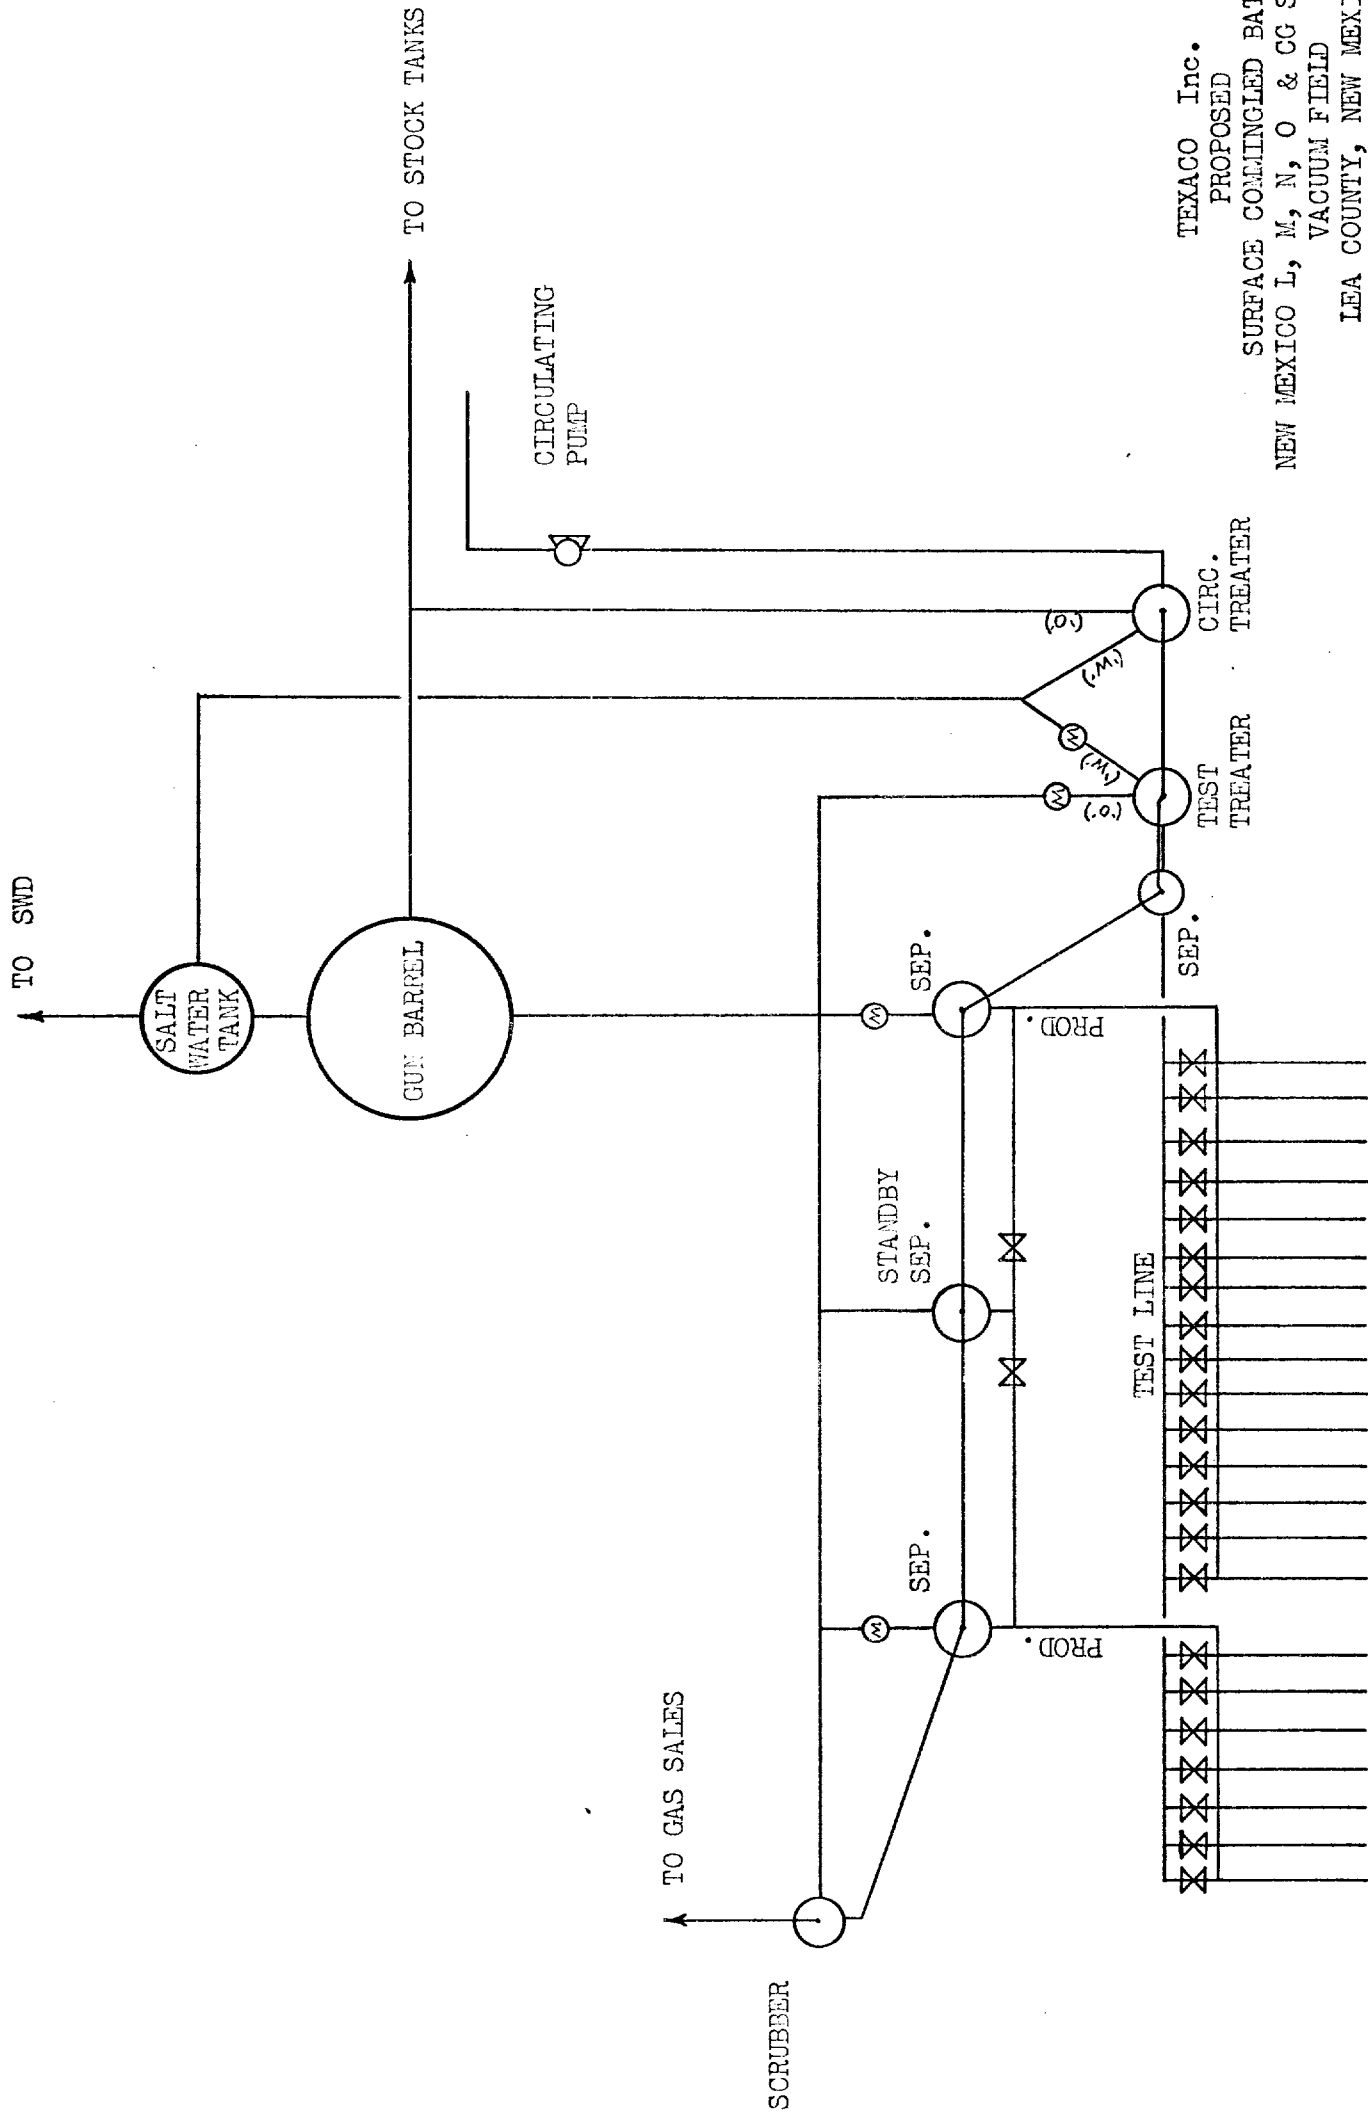 TO SWD
SALT
WATER
TANK
GUN BARREL
TO STOCK TANKS
CIRCULATING
PUMP
('O')
('W')
CIRC.
TREATER
M
('W')
M
('O')
TEST
TREATER
SEP.
M
SEP.
PROD.
STANDBY
SEP.
TEST LINE
M
SEP.
PROD.
TO GAS SALES
SCRUBBER
TEXACO Inc.
PROPOSED
SURFACE COMMINGLED BAT
NEW MEXICO L, M, N, O & CG S
VACUUM FIELD
LEA COUNTY, NEW MEXI